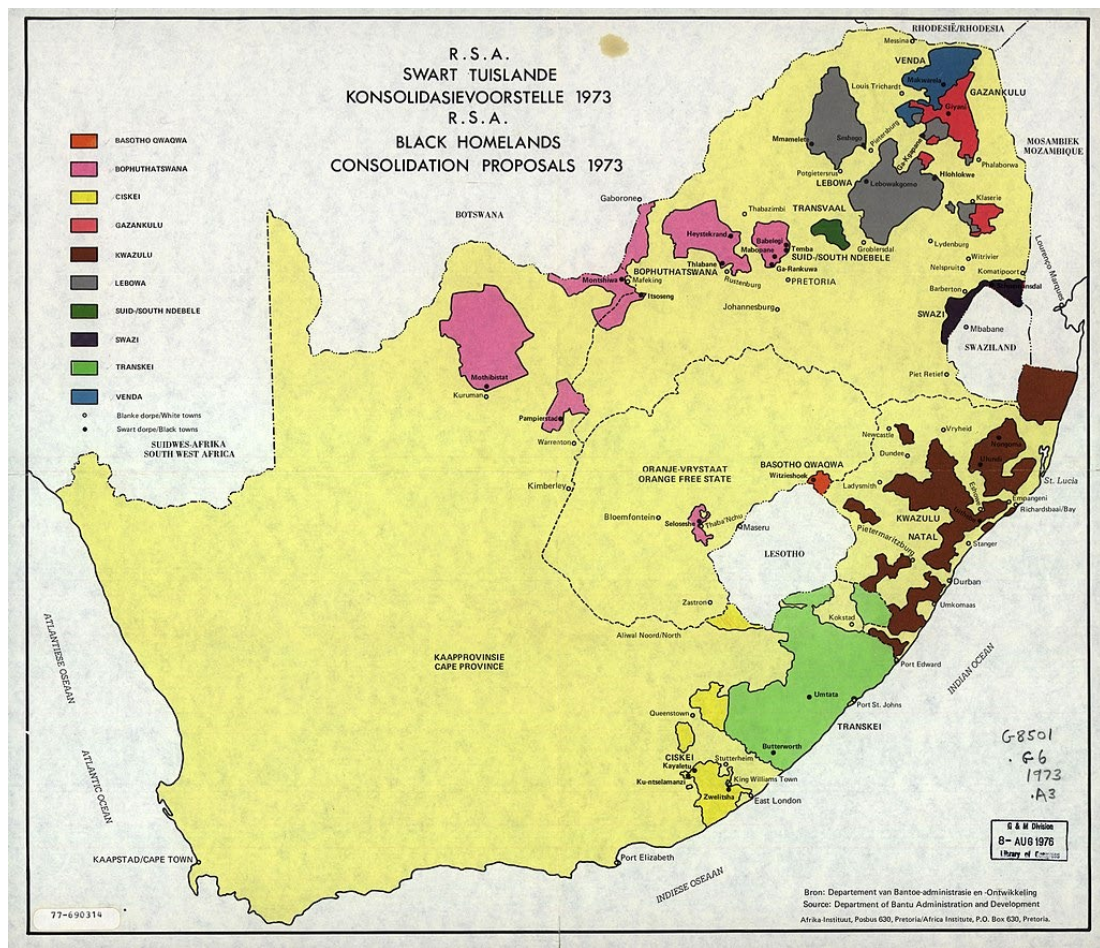 R.S.A.
SWART TUISLANDE
KONSOLIDASIEVOORSTELLE 1973
R.S.A.
BLACK HOMELANDS
CONSOLIDATION PROPOSALS 1973
BASOTHO QWAQWA
BOPHUTHATSWANA
CISKEI
GAZANKULU
KWAZULU
LEBOWA
SUID-/SOUTH NDEBELE
SWAZI
TRANSKEI
VENDA
Blanke dorpe/White towns
Swart dorpe/Black towns
SUIDWES-AFRIKA
SOUTH WEST AFRICA
BOTSWANA
RHODESIË/RHODESIA
MOSAMBIEK
MOZAMBIQUE
Messina
VENDA
Louis Trichardt
Makwarela
GAZANKULU
Giyani
Mmamelete
Seshego
Pietersburg
Ga-Kgapana
Phalaborwa
Potgietersrus
LEBOWA
Lebowakgomo
Hlohlokwe
Klaserie
Gaborone
Thabazimbi
TRANSVAAL
Heystekrand
Babelegi
Mabopane
Temba
Groblersdal
SUID-/SOUTH NDEBELE
Lydenburg
Witrivier
Nelspruit
Komatipoort
Lourenço Marques
Thlabane
BOPHUTHATSWANA
Ga-Rankuwa
Rustenburg
PRETORIA
Montshiwa
Mafeking
Itsoseng
Johannesburg
Barberton
SWAZI
Mbabane
SWAZILAND
Piet Retief
Mothibistat
Kuruman
Pampierstad
Warrenton
Kimberley
ORANJE-VRYSTAAT
ORANGE FREE STATE
BASOTHO QWAQWA
Witzieshoek
Newcastle
Vryheid
Dundee
Nongoma
Ulundi
Ladysmith
Eshowe
St. Lucia
Empangeni
Richardsbaai/Bay
Bloemfontein
Seloseshe
Thaba'Nchu
Maseru
LESOTHO
KWAZULU
NATAL
Pietermaritzburg
Stanger
Durban
Umkomaas
Zastron
Kokstad
Aliwal Noord/North
Port Edward
KAAPPROVINSIE
CAPE PROVINCE
Umtata
Port St. Johns
TRANSKEI
Queenstown
Butterworth
CISKEI
Stutterheim
Kayaletu
Ku-ntselamanzi
King Williams Town
Zwelitsha
East London
Port Elizabeth
KAAPSTAD/CAPE TOWN
ATLANTIESE OSEAAN
ATLANTIC OCEAN
INDIESE OSEAAN
INDIAN OCEAN
G8501
.G6
1973
.A3
G & M Division
8-AUG 1976
Library of Congress
Bron: Departement van Bantoe-administrasie en -Ontwikkeling
Source: Department of Bantu Administration and Development
Afrika-Instituut, Posbus 630, Pretoria/Africa Institute, P.O. Box 630, Pretoria.
77-690314